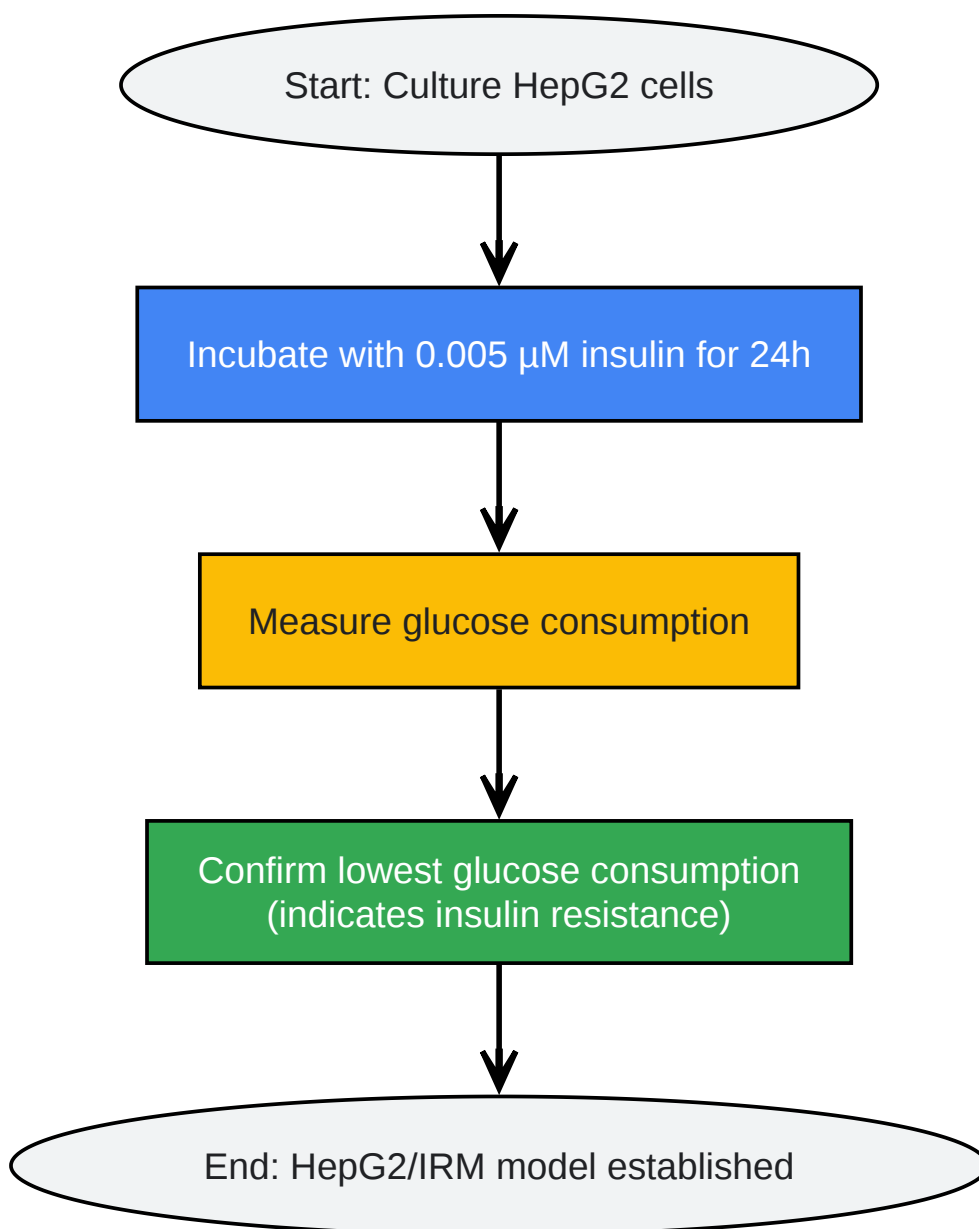 Start: Culture HepG2 cells
Incubate with 0.005 µM insulin for 24h
Measure glucose consumption
Confirm lowest glucose consumption
(indicates insulin resistance)
End: HepG2/IRM model established